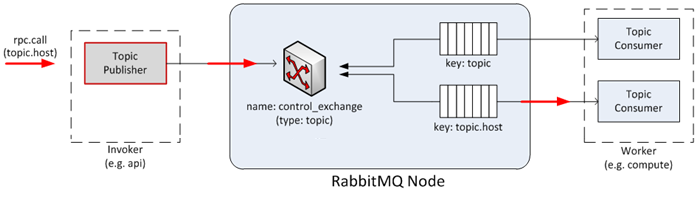 rpc.call
(topic.host)
Topic
Publisher
Invoker
(e.g. api)
name: control_exchange
(type: topic)
key: topic
key: topic.host
Topic
Consumer
Topic
Consumer
Worker
(e.g. compute)
RabbitMQ Node